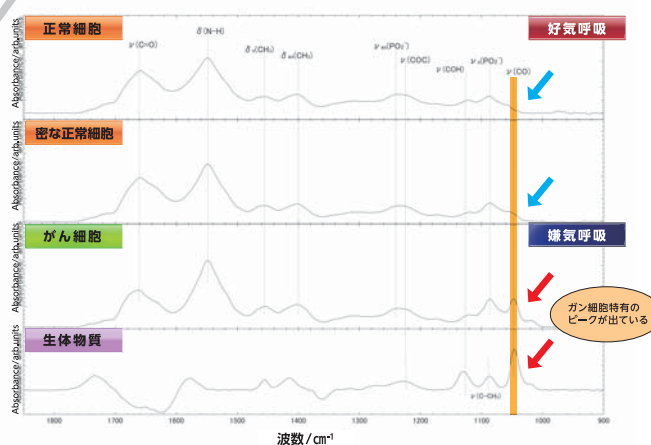 正常細胞
好気呼吸
ν(C=O)
δ(N-H)
δ s(CH₃)
δ as(CH₃)
ν as(PO₂⁻)
ν(COC)
ν(COH)
ν s(PO₂⁻)
ν(CO)
Absorbance/arb.units
密な正常細胞
Absorbance/arb.units
がん細胞
嫌気呼吸
Absorbance/arb.units
ガン細胞特有の
ピークが出ている
生体物質
Absorbance/arb.units
ν(C-CH₃)
1800 1700 1600 1500 1400 1300 1200 1100 1000 900
波数/cm⁻¹